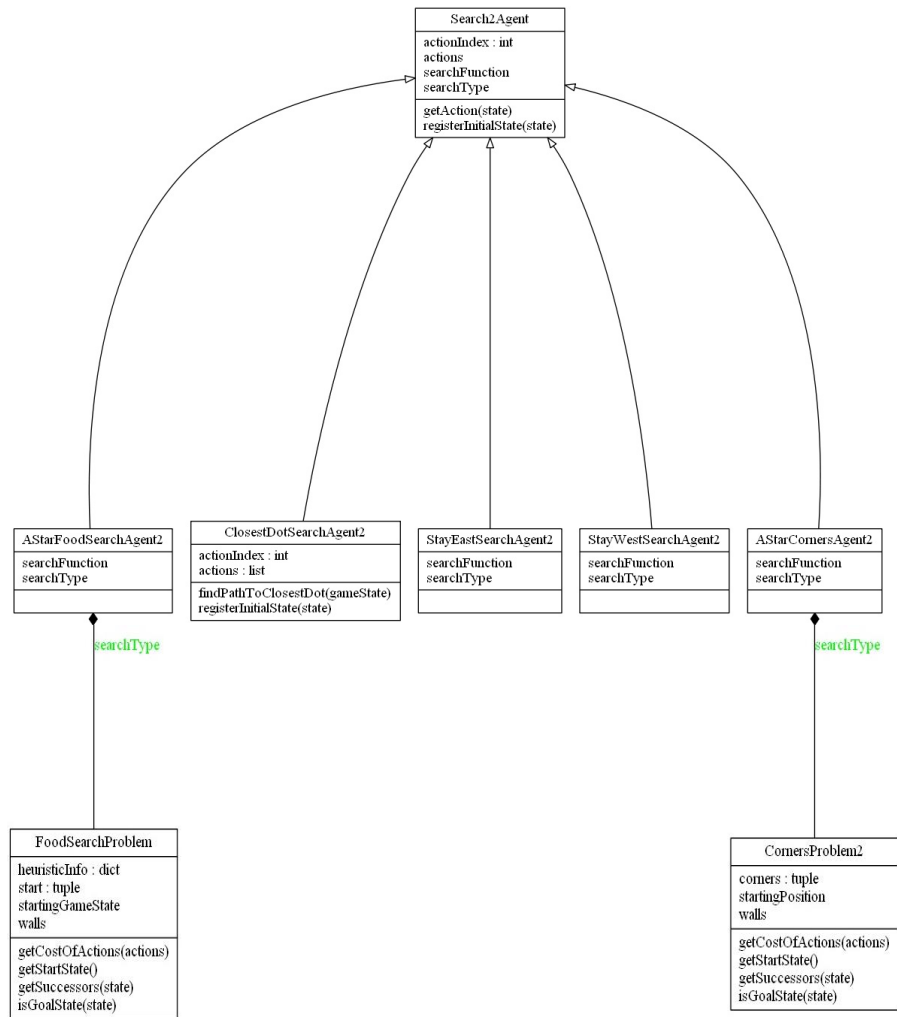 Search2Agent
actionIndex : int
actions
searchFunction
searchType
getAction(state)
registerInitialState(state)
AStarFoodSearchAgent2
searchFunction
searchType
ClosestDotSearchAgent2
actionIndex : int
actions : list
findPathToClosestDot(gameState)
registerInitialState(state)
StayEastSearchAgent2
searchFunction
searchType
StayWestSearchAgent2
searchFunction
searchType
AStarCornersAgent2
searchFunction
searchType
searchType
searchType
FoodSearchProblem
heuristicInfo : dict
start : tuple
startingGameState
walls
getCostOfActions(actions)
getStartState()
getSuccessors(state)
isGoalState(state)
CornersProblem2
corners : tuple
startingPosition
walls
getCostOfActions(actions)
getStartState()
getSuccessors(state)
isGoalState(state)